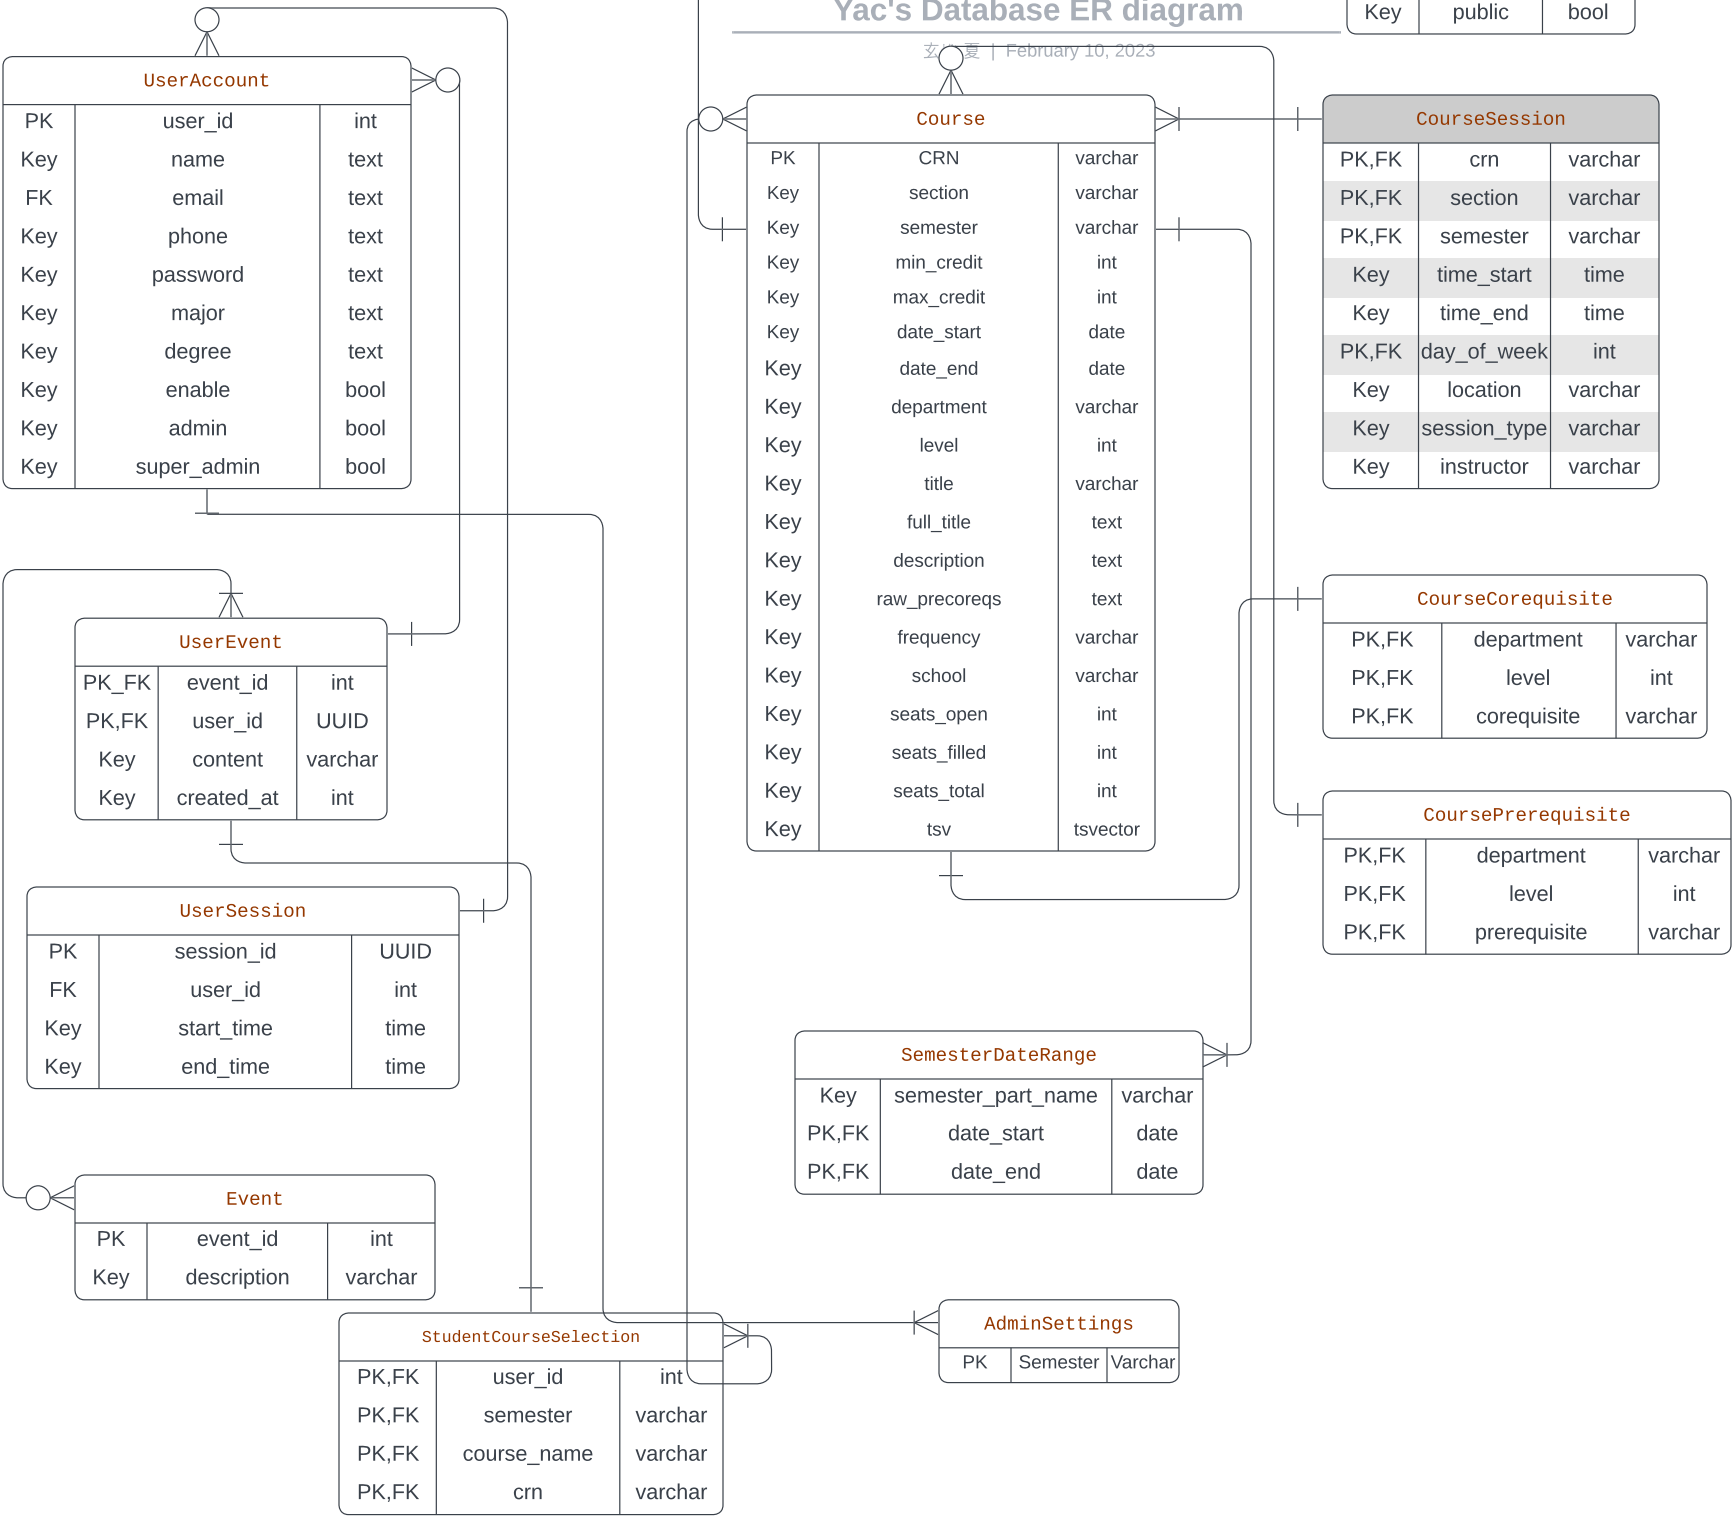 Yac's Database ER diagram
夏 | February 10, 2023
Key public bool
UserAccount
PK user_id int
Key name text
FK email text
Key phone text
Key password text
Key major text
Key degree text
Key enable bool
Key admin bool
Key super_admin bool
UserEvent
PK_FK event_id int
PK,FK user_id UUID
Key content varchar
Key created_at int
UserSession
PK session_id UUID
FK user_id int
Key start_time time
Key end_time time
Event
PK event_id int
Key description varchar
StudentCourseSelection
PK,FK user_id int
PK,FK semester varchar
PK,FK course_name varchar
PK,FK crn varchar
Course
PK CRN varchar
Key section varchar
Key semester varchar
Key min_credit int
Key max_credit int
Key date_start date
Key date_end date
Key department varchar
Key level int
Key title varchar
Key full_title text
Key description text
Key raw_precoreqs text
Key frequency varchar
Key school varchar
Key seats_open int
Key seats_filled int
Key seats_total int
Key tsv tsvector
SemesterDateRange
Key semester_part_name varchar
PK,FK date_start date
PK,FK date_end date
AdminSettings
PK Semester Varchar
CourseSession
PK,FK crn varchar
PK,FK section varchar
PK,FK semester varchar
Key time_start time
Key time_end time
PK,FK day_of_week int
Key location varchar
Key session_type varchar
Key instructor varchar
CourseCorequisite
PK,FK department varchar
PK,FK level int
PK,FK corequisite varchar
CoursePrerequisite
PK,FK department varchar
PK,FK level int
PK,FK prerequisite varchar